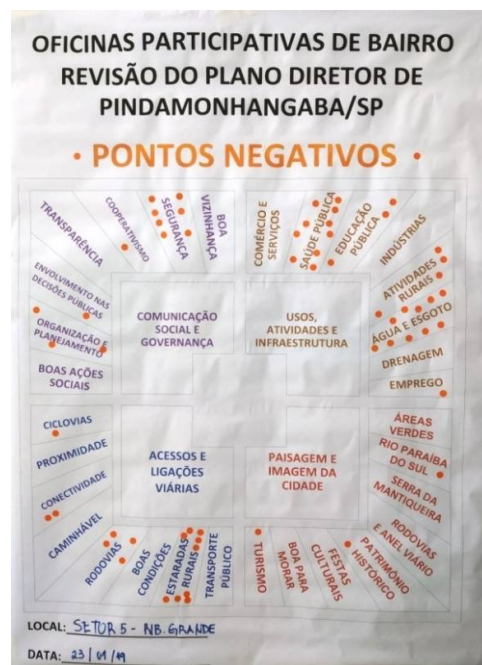 OFICINAS PARTICIPATIVAS DE BAIRRO
REVISÃO DO PLANO DIRETOR DE
PINDAMONHANGABA/SP
• PONTOS NEGATIVOS •
TRANSPARÊNCIA
COOPERATIVISMO
SEGURANÇA
BOA
VIZINHANÇA
ENVOLVIMENTO NAS
DECISÕES PÚBLICAS
ORGANIZAÇÃO E
PLANEJAMENTO
BOAS AÇÕES
SOCIAIS
COMUNICAÇÃO
SOCIAL E
GOVERNANÇA
COMÉRCIO E
SERVIÇOS
SAÚDE PÚBLICA
EDUCAÇÃO
PÚBLICA
INDÚSTRIAS
ATIVIDADES
RURAIS
ÁGUA E ESGOTO
DRENAGEM
EMPREGO
USOS,
ATIVIDADES E
INFRAESTRUTURA
CICLOVIAS
PROXIMIDADE
CONECTIVIDADE
CAMINHÁVEL
RODOVIAS
BOAS
CONDIÇÕES
ESTARADAS
RURAIS
TRANSPORTE
PÚBLICO
ACESSOS E
LIGAÇÕES
VIÁRIAS
PAISAGEM E
IMAGEM DA
CIDADE
ÁREAS
VERDES
RIO PARAÍBA
DO SUL
SERRA DA
MANTIQUEIRA
RODOVIAS
E ANEL VIÁRIO
PATRIMÔNIO
HISTÓRICO
FESTAS
CULTURAIS
BOA PARA
MORAR
TURISMO
LOCAL: SETOR 5 - RB. GRANDE
DATA: 23/01/19